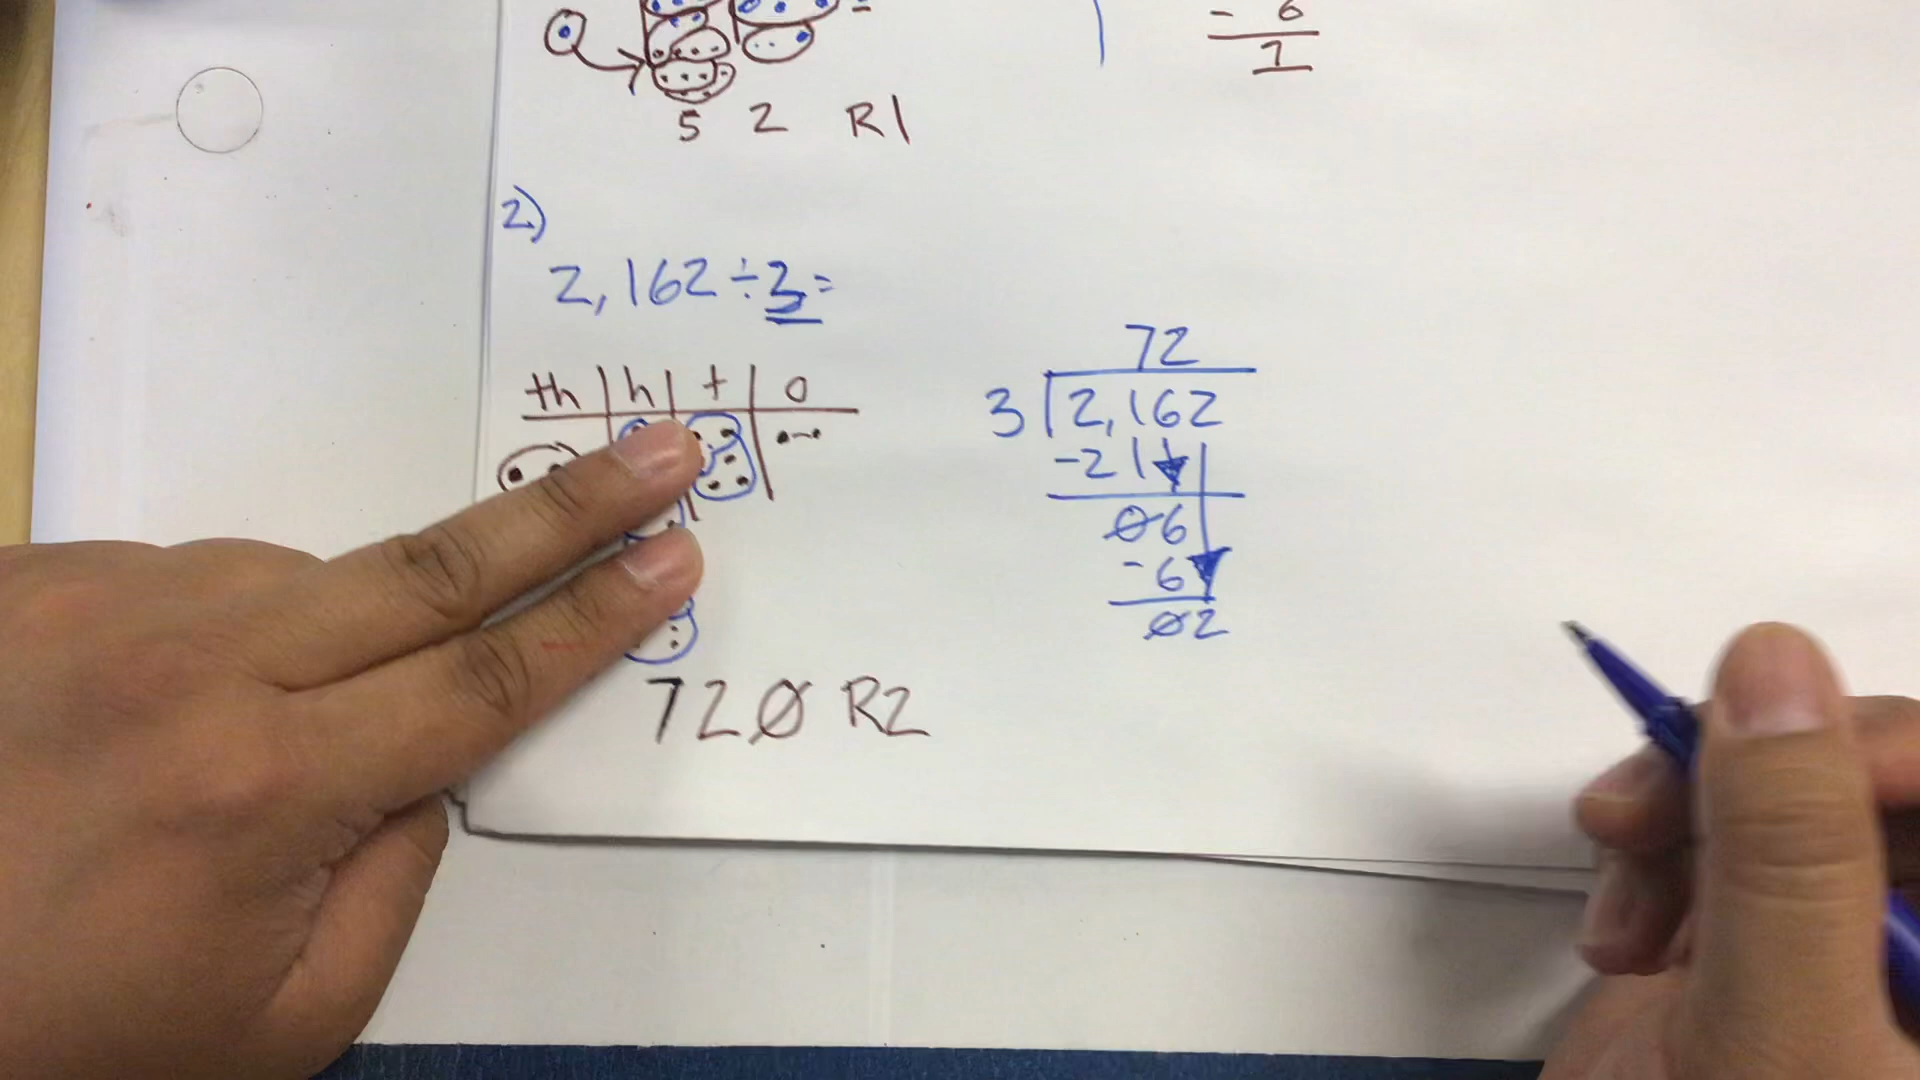 - 6
1
5 2 R1
2)
2,162 ÷ 3 =
th | h | t | o
720 R2
72
3 2,162
-21
06
-6
02